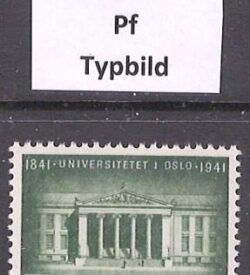 Pf
Typbild
1841 - UNIVERSITETET I OSLO - 1941